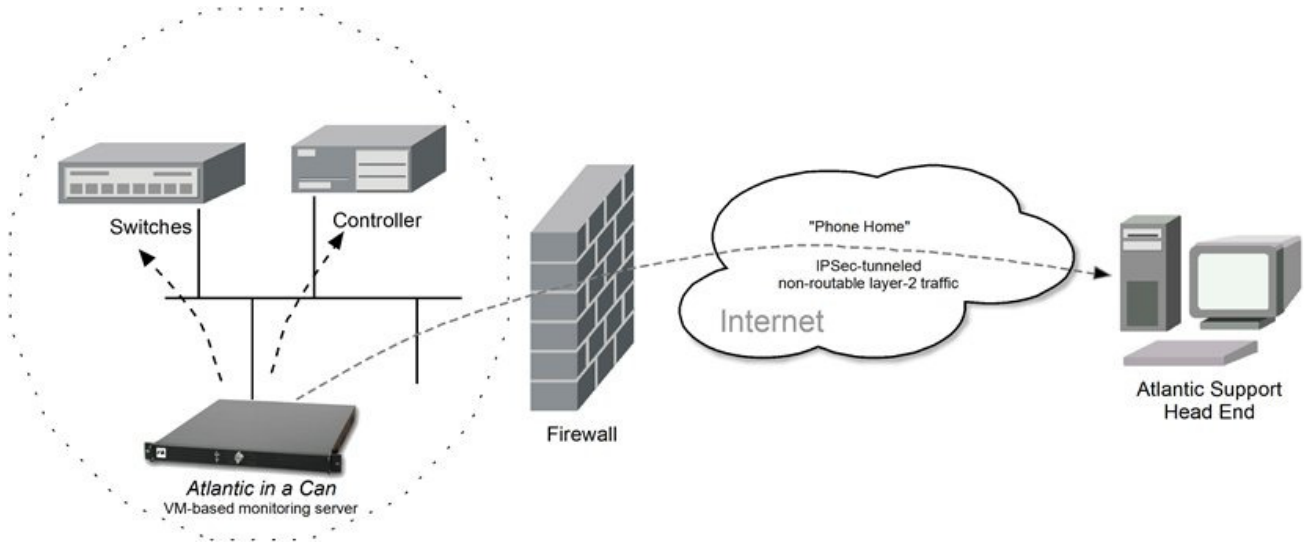 Switches
Controller
"Phone Home"
IPSec-tunneled
non-routable layer-2 traffic
Internet
Firewall
Atlantic Support
Head End
Atlantic in a Can
VM-based monitoring server